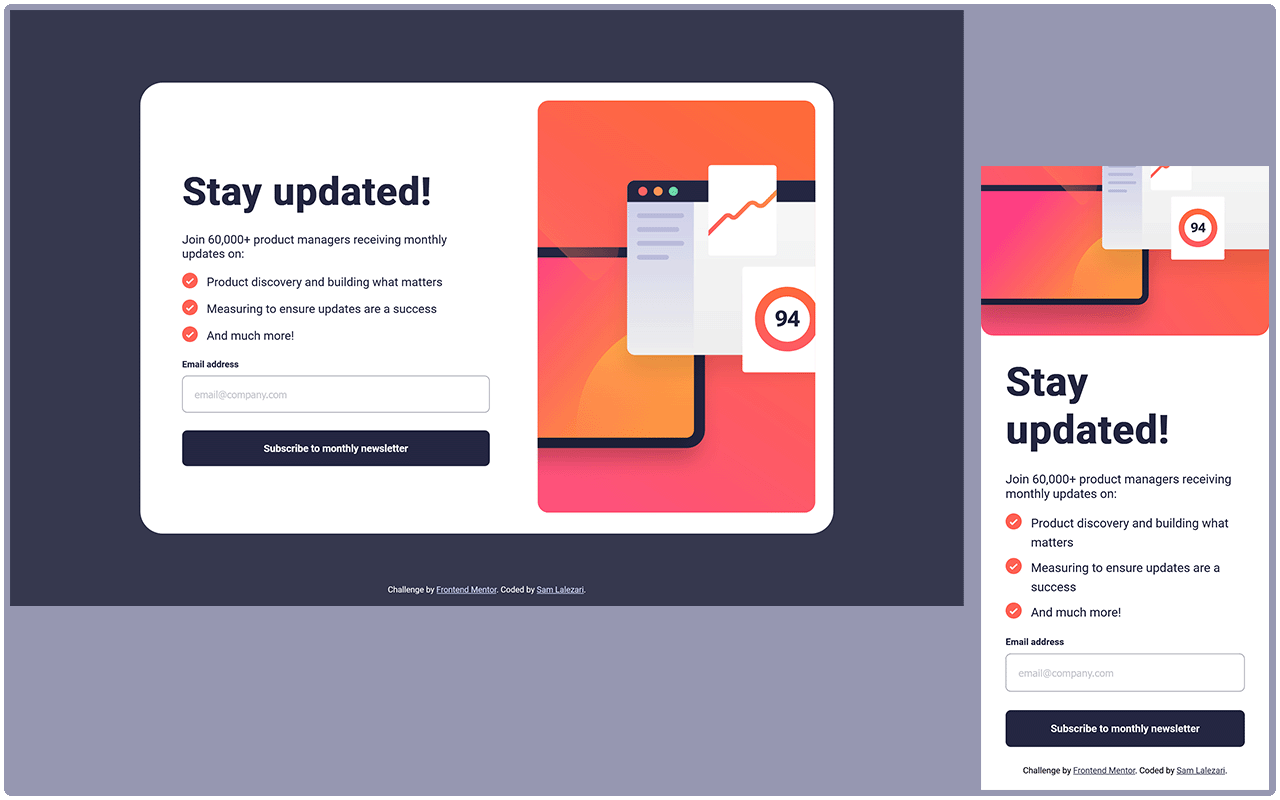 Stay updated!
Join 60,000+ product managers receiving monthly
updates on:
Product discovery and building what matters
Measuring to ensure updates are a success
And much more!
Email address
email@company.com
Subscribe to monthly newsletter
94
Challenge by Frontend Mentor. Coded by Sam Lalezari.
94
Stay
updated!
Join 60,000+ product managers receiving
monthly updates on:
Product discovery and building what
matters
Measuring to ensure updates are a
success
And much more!
Email address
email@company.com
Subscribe to monthly newsletter
Challenge by Frontend Mentor. Coded by Sam Lalezari.